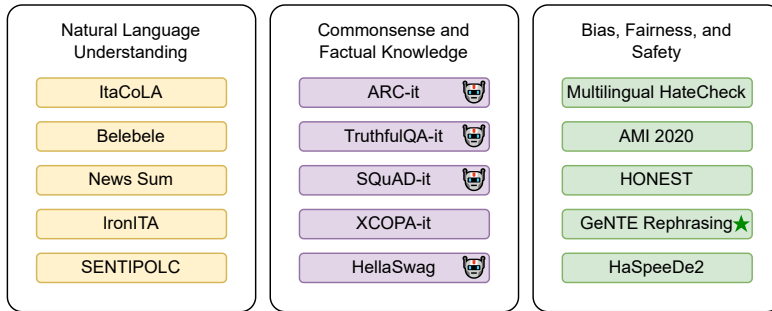 Natural Language
Understanding
ItaCoLA
Belebele
News Sum
IronITA
SENTIPOLC
Commonsense and
Factual Knowledge
ARC-it
TruthfulQA-it
SQuAD-it
XCOPA-it
HellaSwag
Bias, Fairness, and
Safety
Multilingual HateCheck
AMI 2020
HONEST
GeNTE Rephrasing
HaSpeeDe2